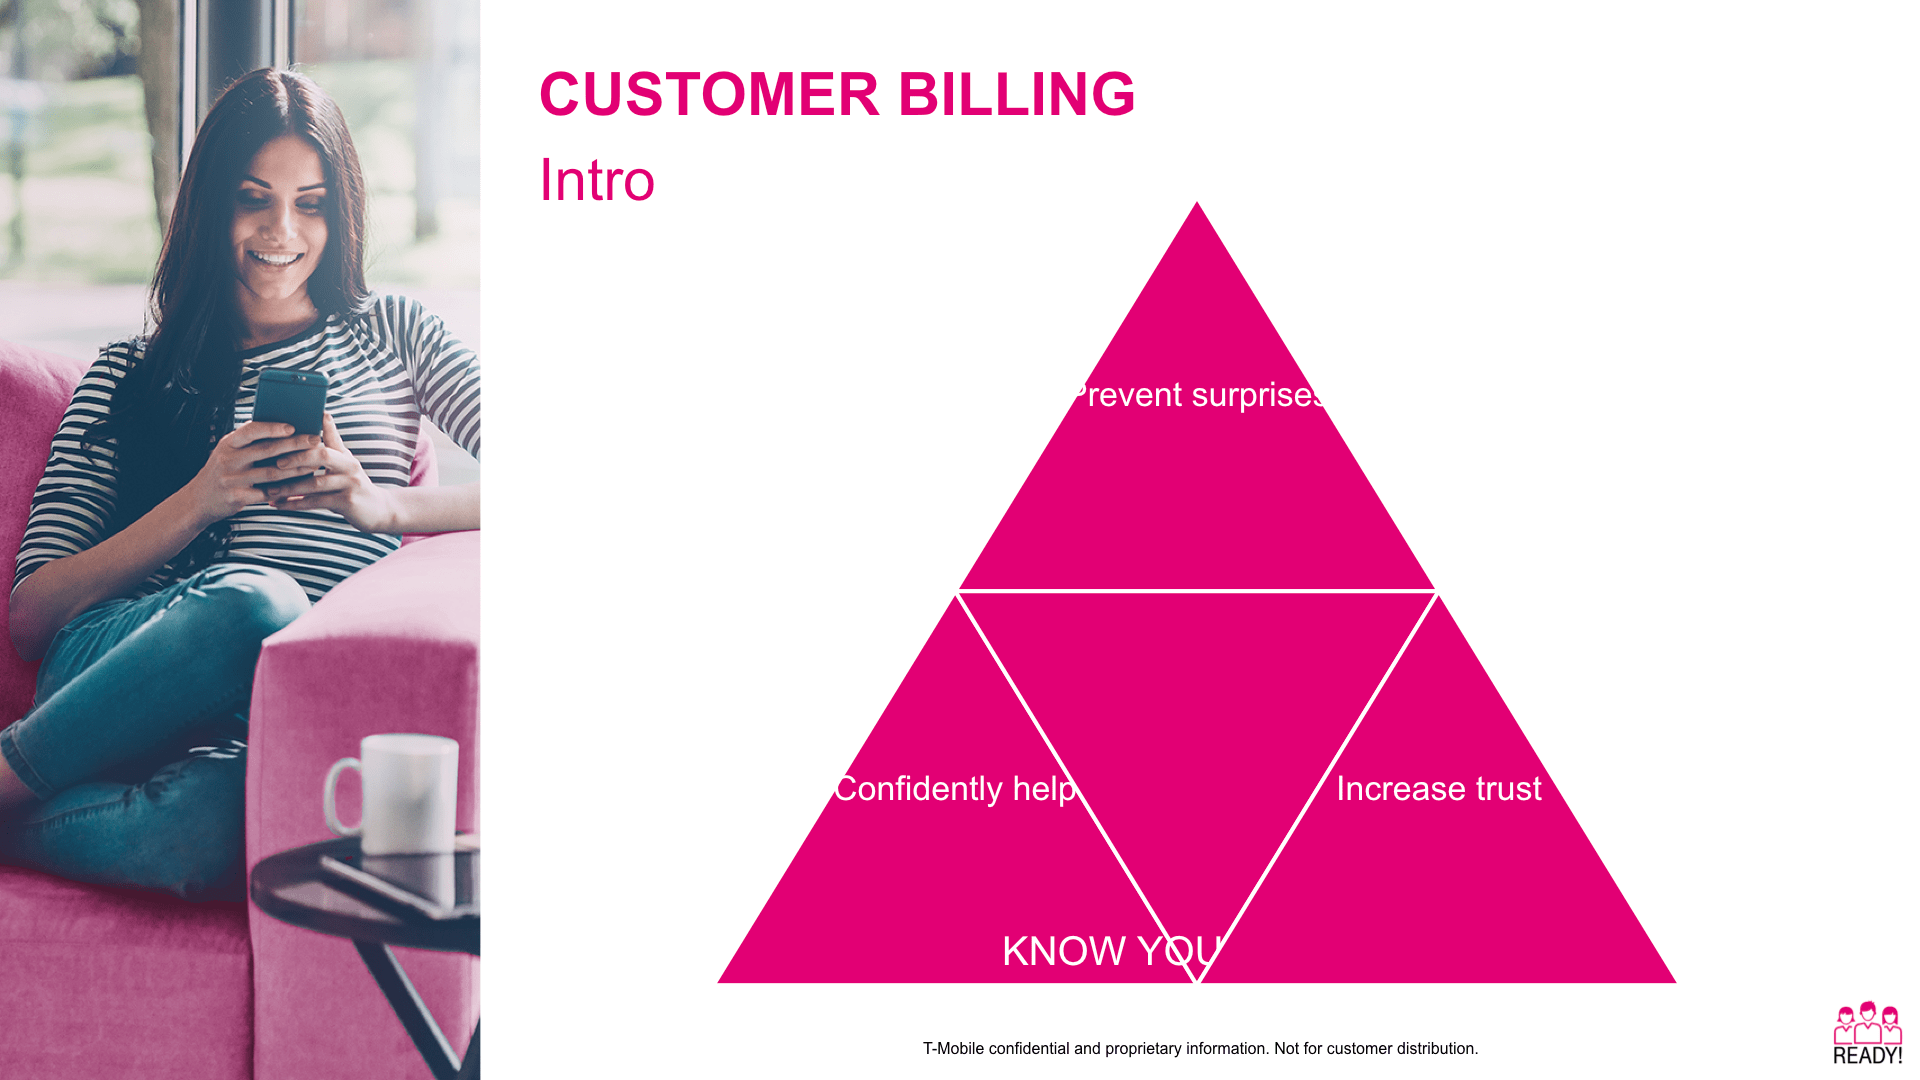 CUSTOMER BILLING
Intro
Prevent surprises
Confidently help
Increase trust
KNOW YOU
T-Mobile confidential and proprietary information. Not for customer distribution.
READY!